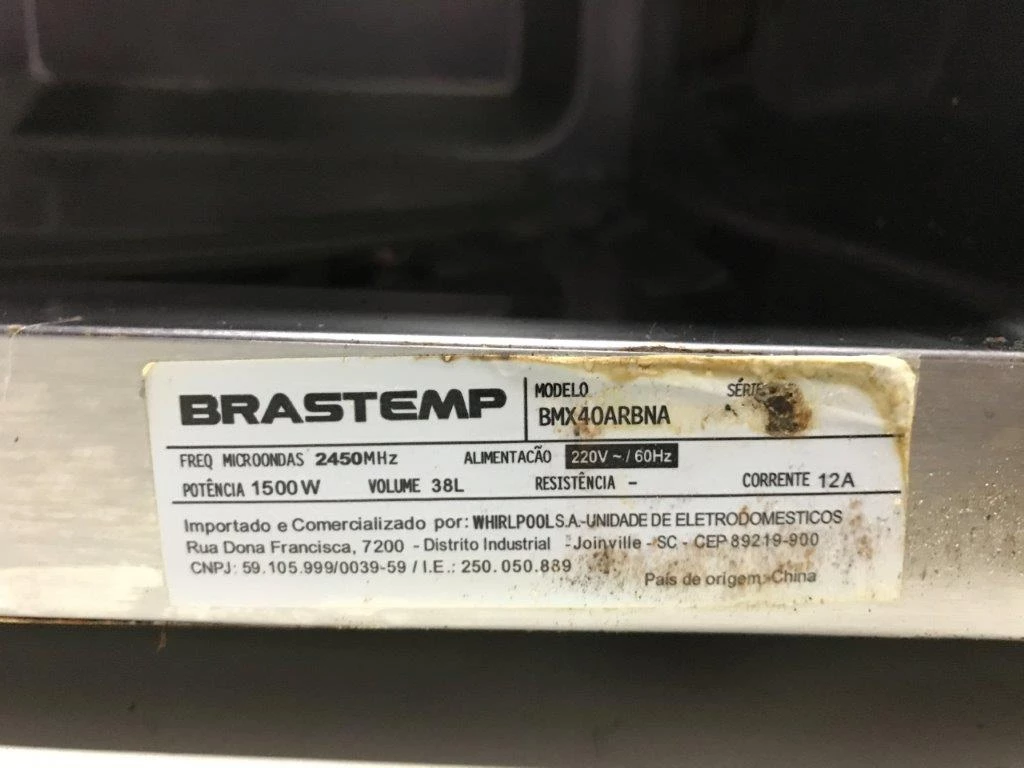 BRASTEMP
MODELO SÉRIE
BMX40ARBNA
FREQ MICROONDAS 2450MHz ALIMENTACÃO 220V ~ / 60Hz
POTÊNCIA 1500W VOLUME 38L RESISTÊNCIA - CORRENTE 12A
Importado e Comercializado por: WHIRLPOOL S.A.-UNIDADE DE ELETRODOMESTICOS
Rua Dona Francisca, 7200 - Distrito Industrial - Joinville - SC - CEP 89219-900
CNPJ: 59.105.999/0039-59 / I.E.: 250.050.889
País de origem: China